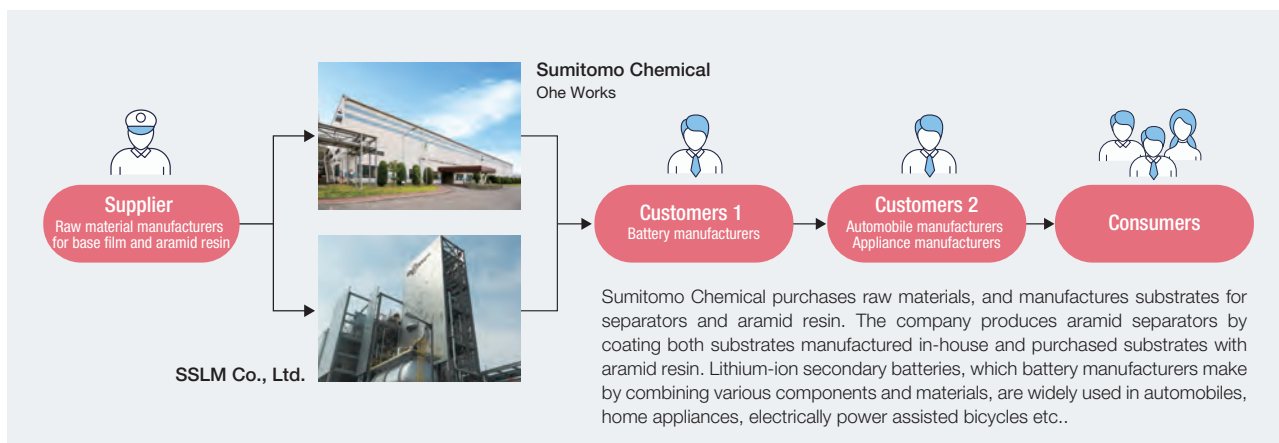 Sumitomo Chemical
Ohe Works
Supplier
Raw material manufacturers
for base film and aramid resin
Customers 1
Battery manufacturers
Customers 2
Automobile manufacturers
Appliance manufacturers
Consumers
SSLM Co., Ltd.
Sumitomo Chemical purchases raw materials, and manufactures substrates for
separators and aramid resin. The company produces aramid separators by
coating both substrates manufactured in-house and purchased substrates with
aramid resin. Lithium-ion secondary batteries, which battery manufacturers make
by combining various components and materials, are widely used in automobiles,
home appliances, electrically power assisted bicycles etc..